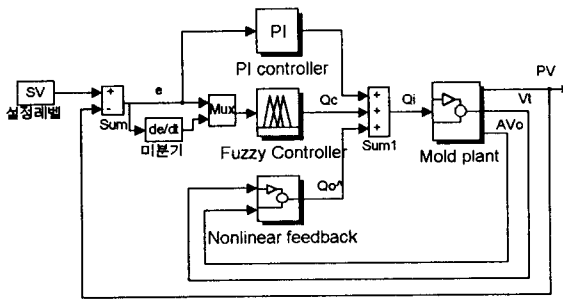 PI
PI controller
SV
설정레벨
+
-
Sum
e
de/dt
미분기
Mux
Fuzzy Controller
Qc
+
+
+
Sum1
Qi
Mold plant
PV
Vt
AVo
Qo^
Nonlinear feedback